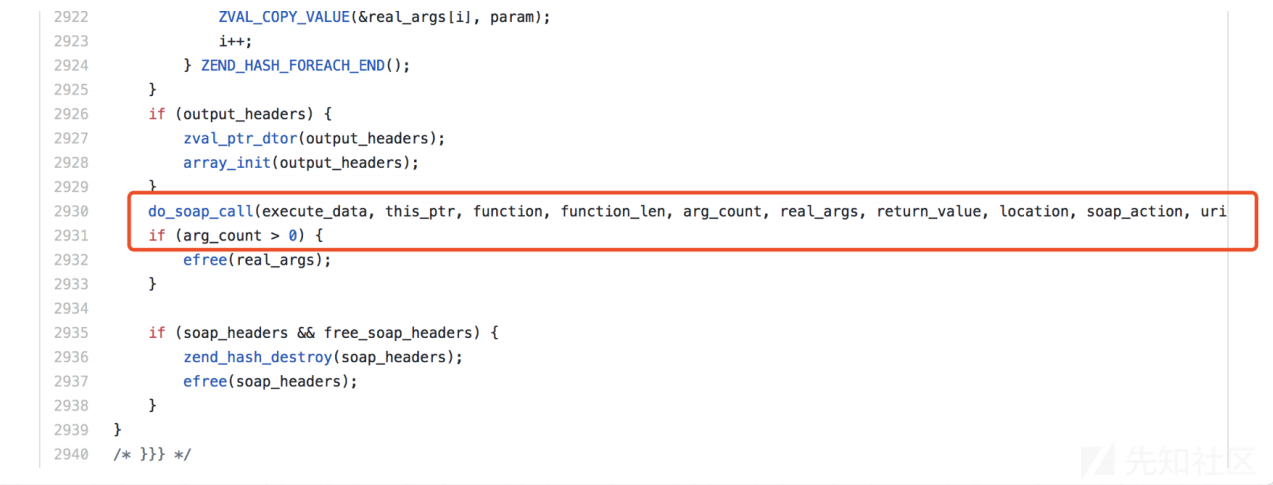 2922 ZVAL_COPY_VALUE(&real_args[i], param);
2923 i++;
2924 } ZEND_HASH_FOREACH_END();
2925 }
2926 if (output_headers) {
2927 zval_ptr_dtor(output_headers);
2928 array_init(output_headers);
2929 }
2930 do_soap_call(execute_data, this_ptr, function, function_len, arg_count, real_args, return_value, location, soap_action, uri
2931 if (arg_count > 0) {
2932 efree(real_args);
2933 }
2934
2935 if (soap_headers && free_soap_headers) {
2936 zend_hash_destroy(soap_headers);
2937 efree(soap_headers);
2938 }
2939 }
2940 /* }}} */
先知社区